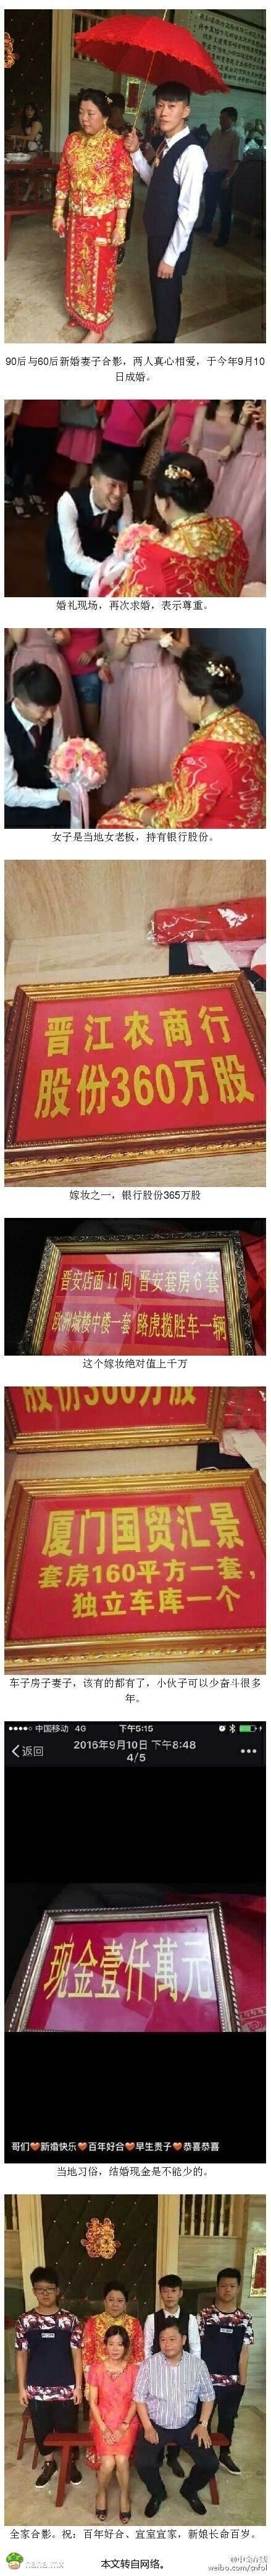 90后与60后新婚妻子合影，两人真心相爱，于今年9月10
日成婚。
婚礼现场，再次求婚，表示尊重。
女子是当地女老板，持有银行股份。
晋江农商行
股份360万股
嫁妆之一，银行股份365万股
晋安店面11间 晋安套房6套
欧洲城楼中楼一套 路虎揽胜车一辆
这个嫁妆绝对值上千万
股份360万股
厦门国贸汇景
套房160平方一套，
独立车库一个
车子房子妻子，该有的都有了，小伙子可以少奋斗很多
年。
中国移动 4G 下午5:15
返回 2016年9月10日 下午8:48
4/5
现金壹仟萬元
哥们❤新婚快乐❤百年好合❤早生贵子❤恭喜恭喜
当地习俗，结婚现金是不能少的。
全家合影。祝：百年好合、宜室宜家，新娘长命百岁。
haha.mx
本文转自网络。
@中金在线
weibo.com/cnfol